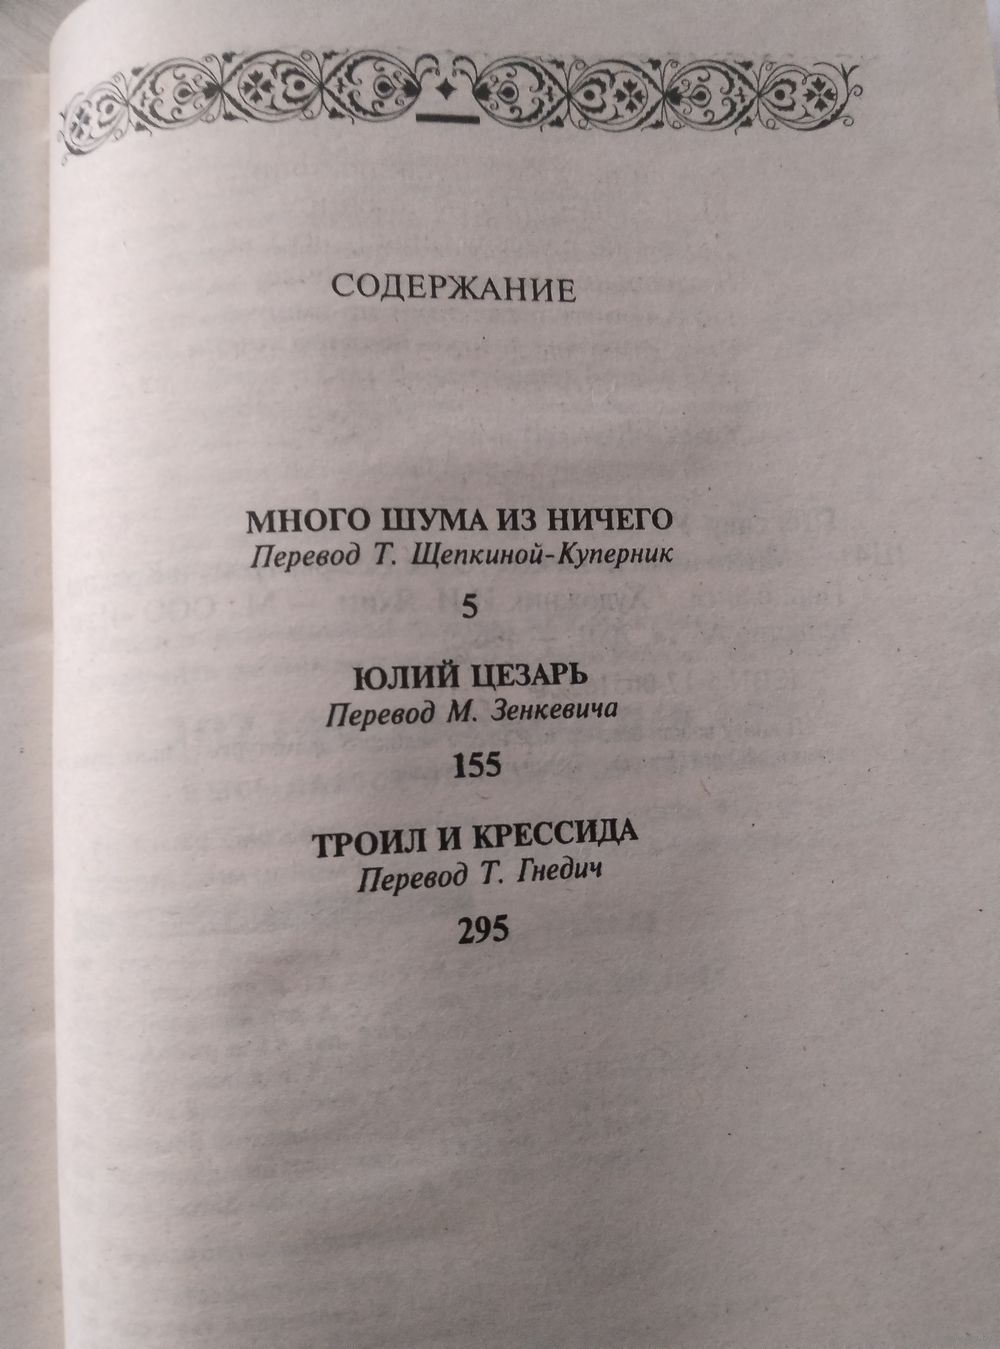 СОДЕРЖАНИЕ
МНОГО ШУМА ИЗ НИЧЕГО
Перевод Т. Щепкиной-Куперник
5
ЮЛИЙ ЦЕЗАРЬ
Перевод М. Зенкевича
155
ТРОИЛ И КРЕССИДА
Перевод Т. Гнедич
295